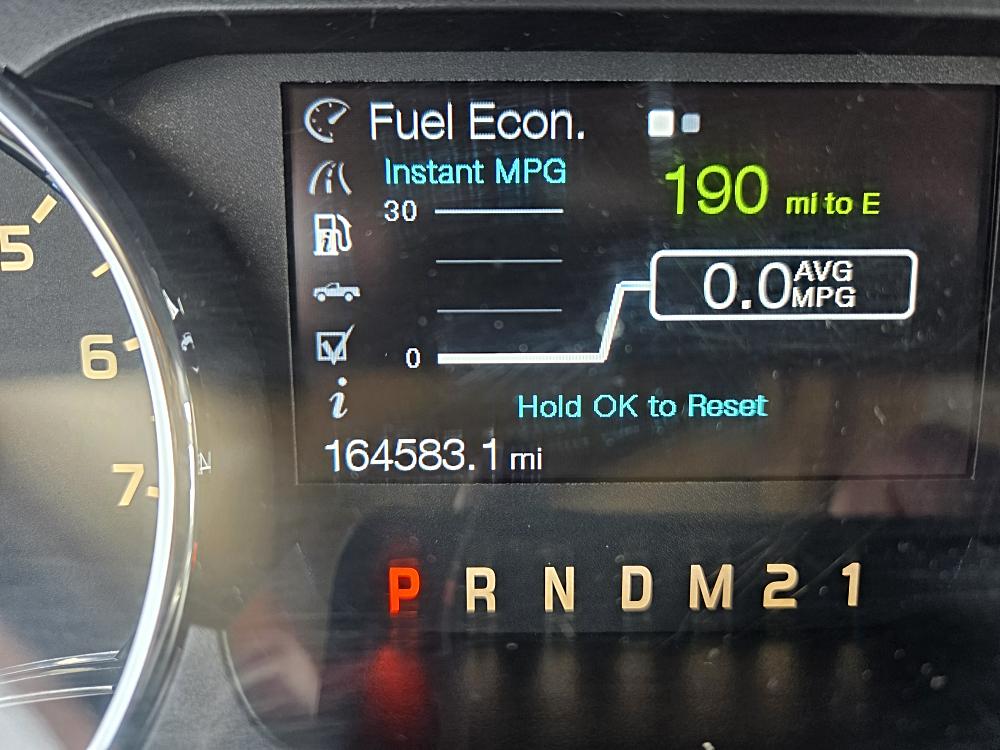 Fuel Econ.
Instant MPG
30
190 mi to E
0.0 AVG MPG
0
Hold OK to Reset
164583.1 mi
5
6
7
P R N D M 2 1